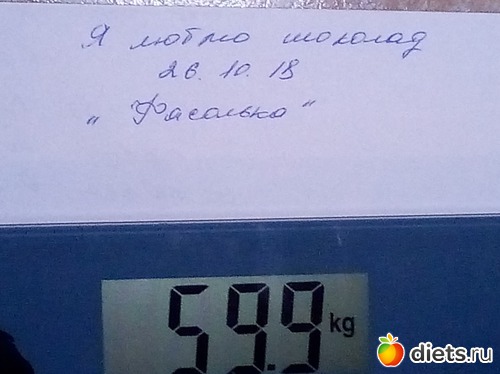 Я люблю шоколад
26.10.18
„Фасолька“
59.9 kg
diets.ru